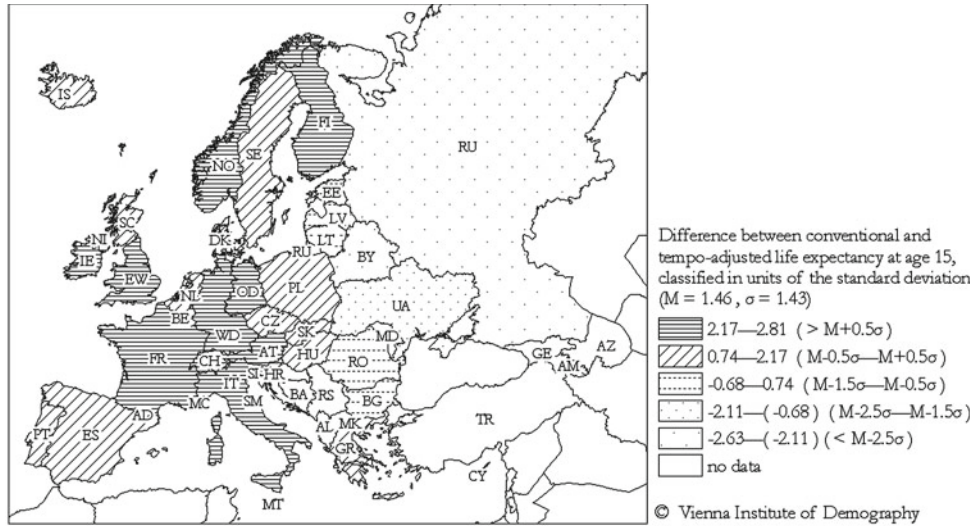 IS
FI
RU
NO
SE
EE
SC
LV
NI
DK
LT
IE
RU
BY
EW
NL
OD
PL
BE
UA
CZ
WD
SK
MD
FR
AT
HU
CH
RO
GE
AZ
SI HR
AM
IT
BA
RS
MC
SM
BG
AD
AL
MK
TR
PT
ES
GR
CY
MT
Difference between conventional and
tempo-adjusted life expectancy at age 15,
classified in units of the standard deviation
(M = 1.46 , σ = 1.43)
2.17—2.81 ( > M+0.5σ)
0.74—2.17 ( M-0.5σ—M+0.5σ)
-0.68—0.74 ( M-1.5σ—M-0.5σ)
-2.11—( -0.68) ( M-2.5σ—M-1.5σ)
-2.63—(-2.11) ( < M-2.5σ)
no data
© Vienna Institute of Demography